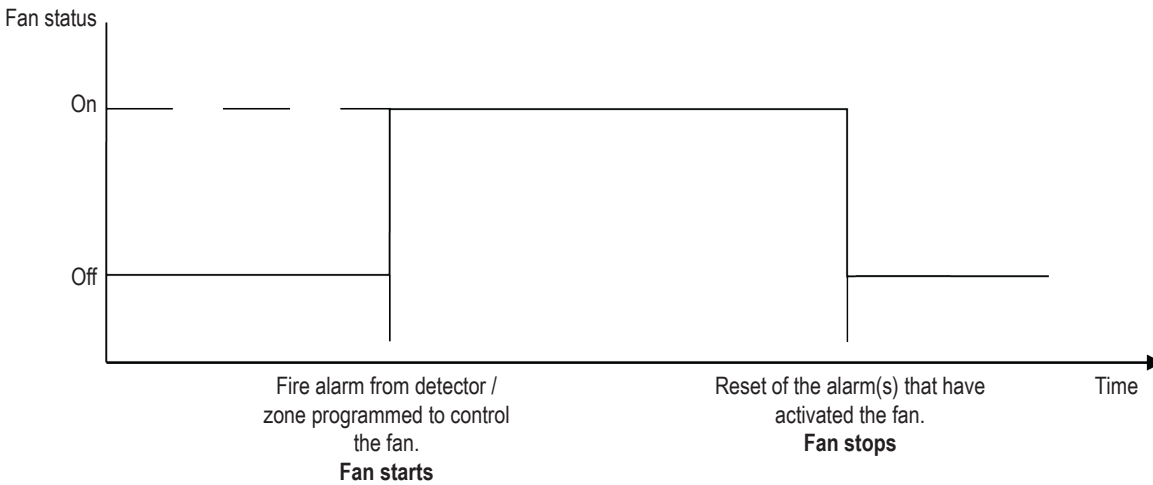 Fan status
On
Off
Fire alarm from detector /
zone programmed to control
the fan.
Fan starts
Reset of the alarm(s) that have
activated the fan.
Fan stops
Time